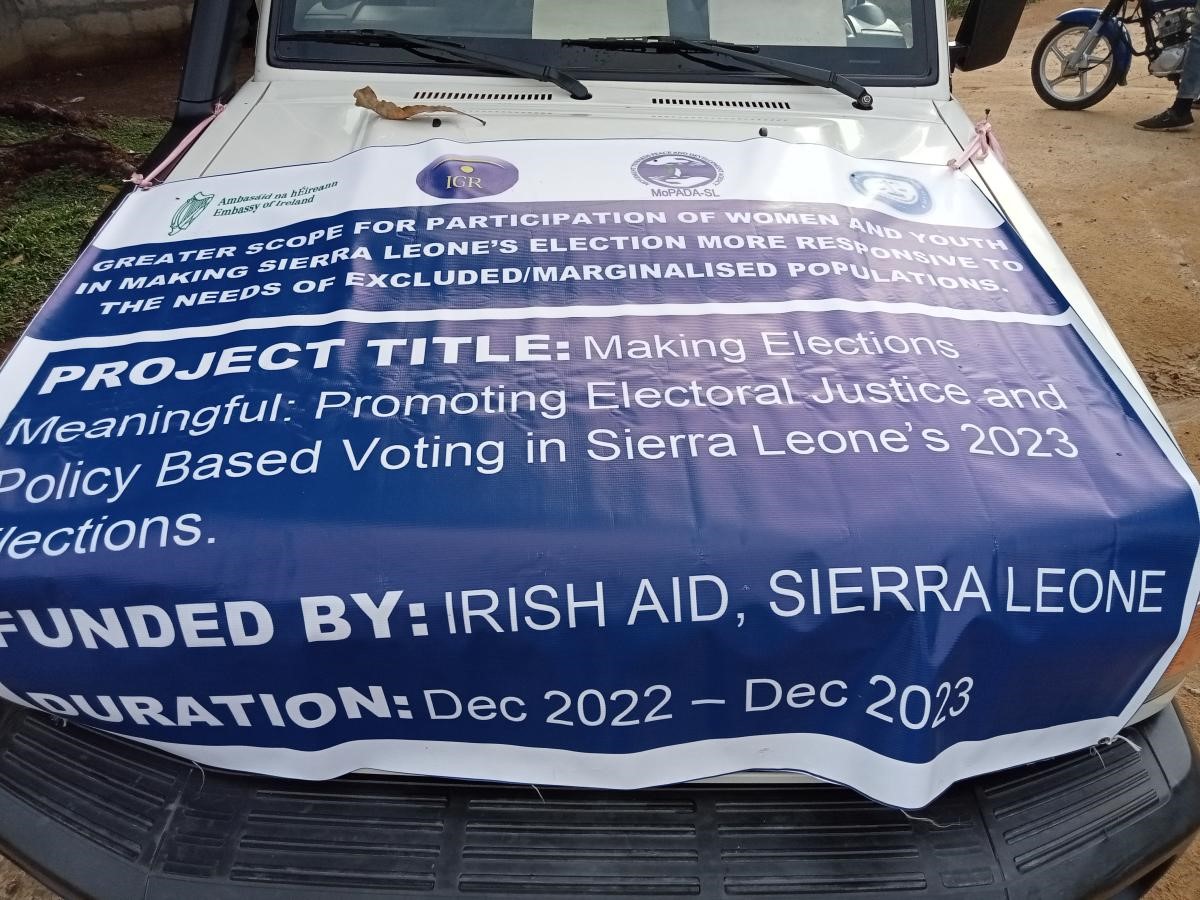 Ambasáid na hÉireann
Embassy of Ireland
IGR
MoPADA-SL
GREATER SCOPE FOR PARTICIPATION OF WOMEN AND YOUTH
IN MAKING SIERRA LEONE'S ELECTION MORE RESPONSIVE TO
THE NEEDS OF EXCLUDED/MARGINALISED POPULATIONS.
PROJECT TITLE: Making Elections
Meaningful: Promoting Electoral Justice and
Policy Based Voting in Sierra Leone's 2023
lections.
FUNDED BY: IRISH AID, SIERRA LEONE
DURATION: Dec 2022 – Dec 2023